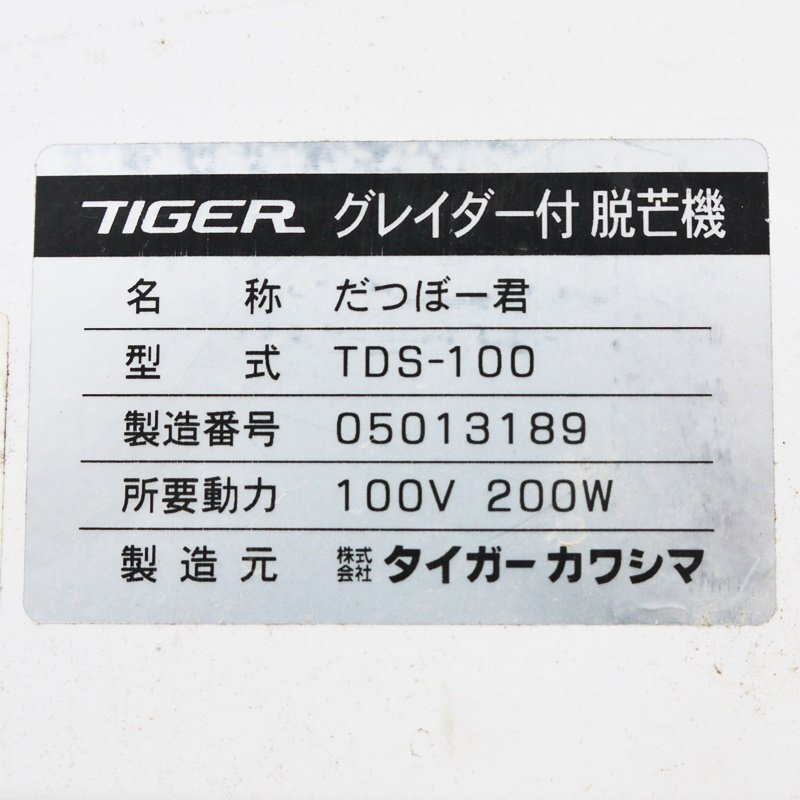 TIGER グレイダー付 脱芒機
名称 だつぼー君
型式 TDS-100
製造番号 05013189
所要動力 100V 200W
製造元 株式会社 タイガーカワシマ